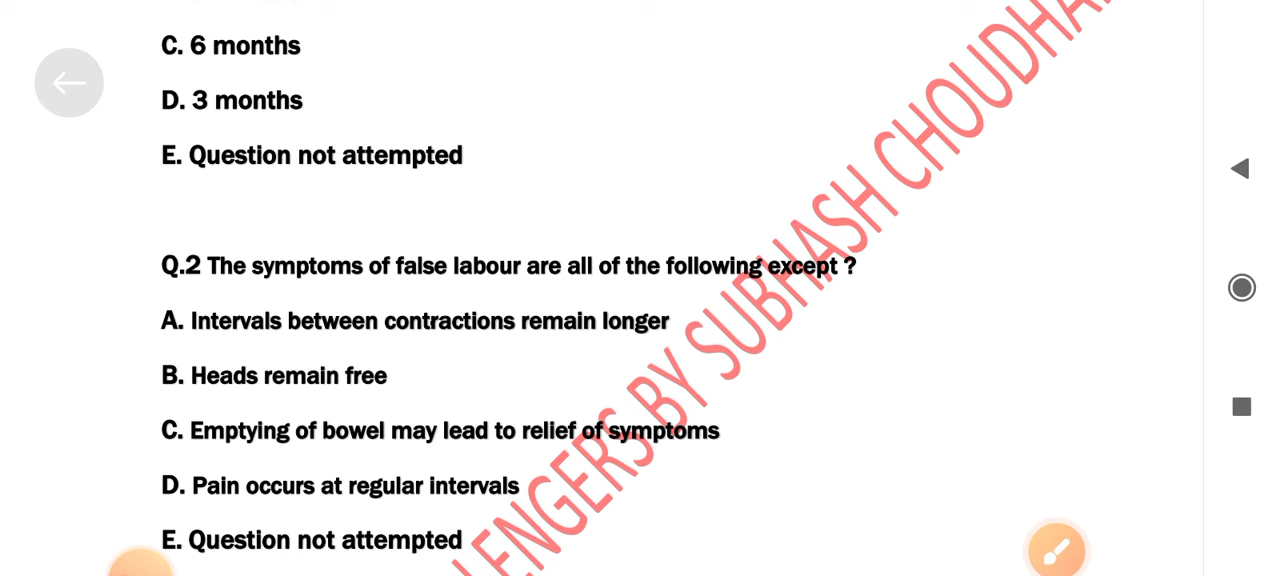 C. 6 months
D. 3 months
E. Question not attempted
Q.2 The symptoms of false labour are all of the following except ?
A. Intervals between contractions remain longer
B. Heads remain free
C. Emptying of bowel may lead to relief of symptoms
D. Pain occurs at regular intervals
E. Question not attempted
BY SUBHASH